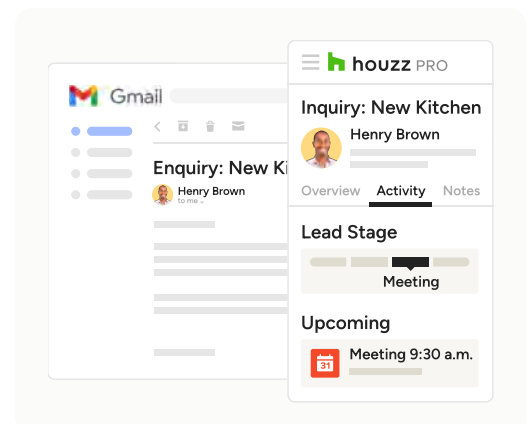 Gmail
Enquiry: New Ki
Henry Brown
to me
houzz PRO
Inquiry: New Kitchen
Henry Brown
Overview Activity Notes
Lead Stage
Meeting
Upcoming
31
Meeting 9:30 a.m.